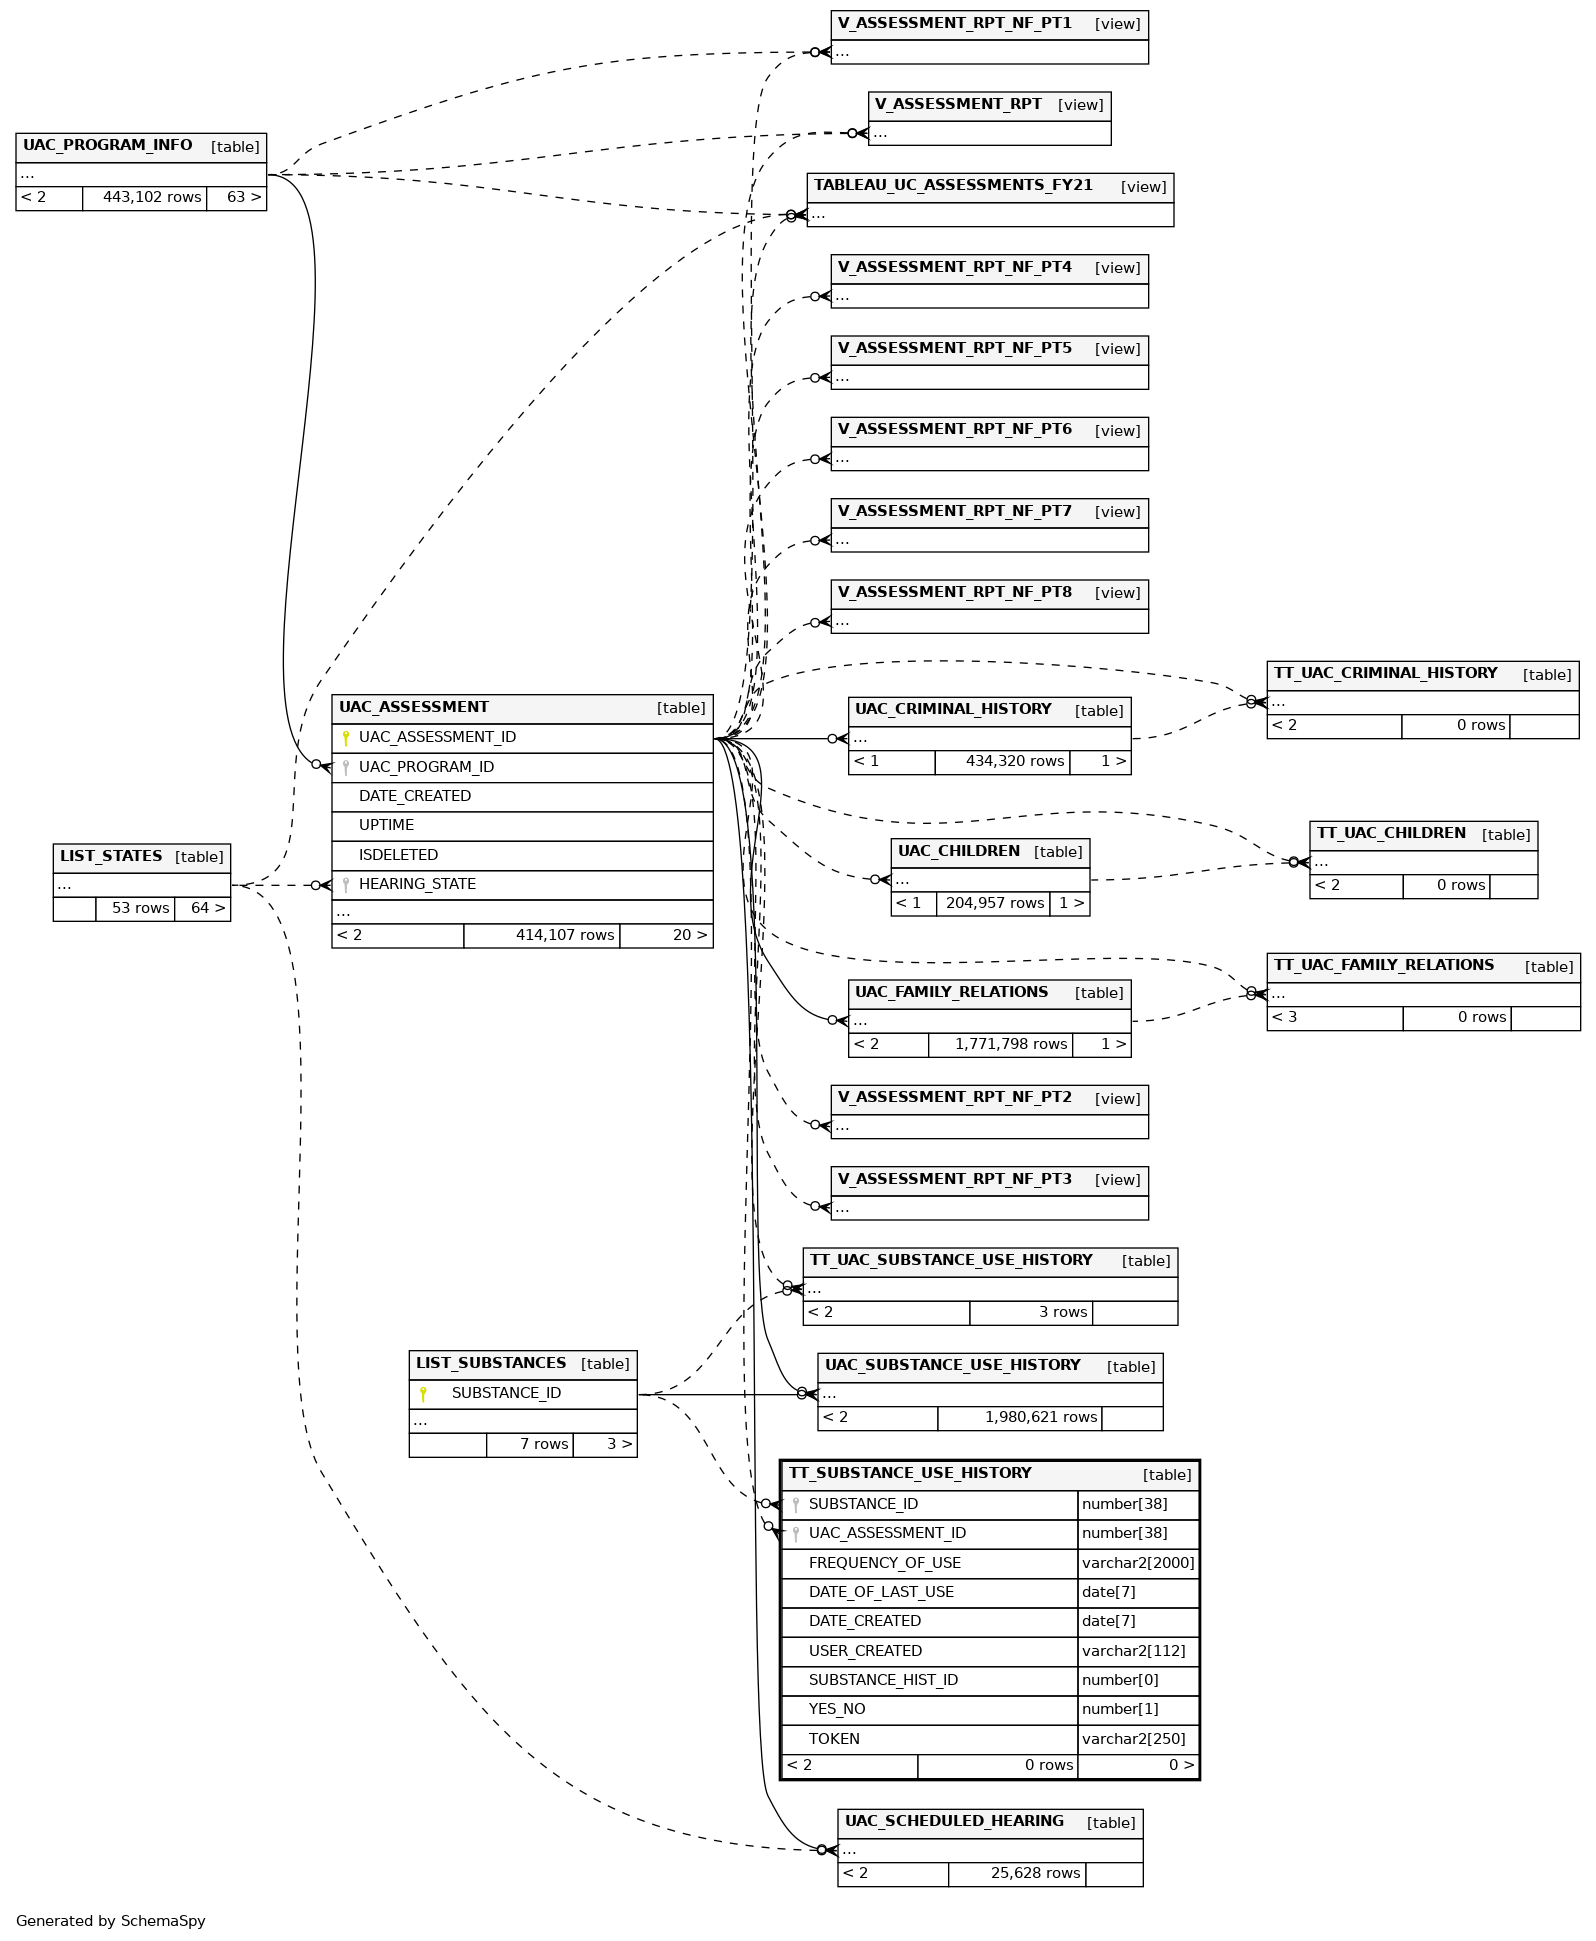 V_ASSESSMENT_RPT_NF_PT1 [view]
...
V_ASSESSMENT_RPT [view]
...
UAC_PROGRAM_INFO [table]
...
< 2 443,102 rows 63 >
TABLEAU_UC_ASSESSMENTS_FY21 [view]
...
V_ASSESSMENT_RPT_NF_PT4 [view]
...
V_ASSESSMENT_RPT_NF_PT5 [view]
...
V_ASSESSMENT_RPT_NF_PT6 [view]
...
V_ASSESSMENT_RPT_NF_PT7 [view]
...
V_ASSESSMENT_RPT_NF_PT8 [view]
...
TT_UAC_CRIMINAL_HISTORY [table]
...
< 2 0 rows
UAC_ASSESSMENT [table]
UAC_ASSESSMENT_ID
UAC_PROGRAM_ID
DATE_CREATED
UPTIME
ISDELETED
HEARING_STATE
...
< 2 414,107 rows 20 >
UAC_CRIMINAL_HISTORY [table]
...
< 1 434,320 rows 1 >
LIST_STATES [table]
...
53 rows 64 >
UAC_CHILDREN [table]
...
< 1 204,957 rows 1 >
TT_UAC_CHILDREN [table]
...
< 2 0 rows
TT_UAC_FAMILY_RELATIONS [table]
...
< 3 0 rows
UAC_FAMILY_RELATIONS [table]
...
< 2 1,771,798 rows 1 >
V_ASSESSMENT_RPT_NF_PT2 [view]
...
V_ASSESSMENT_RPT_NF_PT3 [view]
...
TT_UAC_SUBSTANCE_USE_HISTORY [table]
...
< 2 3 rows
LIST_SUBSTANCES [table]
SUBSTANCE_ID
...
7 rows 3 >
UAC_SUBSTANCE_USE_HISTORY [table]
...
< 2 1,980,621 rows
TT_SUBSTANCE_USE_HISTORY [table]
SUBSTANCE_ID number[38]
UAC_ASSESSMENT_ID number[38]
FREQUENCY_OF_USE varchar2[2000]
DATE_OF_LAST_USE date[7]
DATE_CREATED date[7]
USER_CREATED varchar2[112]
SUBSTANCE_HIST_ID number[0]
YES_NO number[1]
TOKEN varchar2[250]
< 2 0 rows 0 >
UAC_SCHEDULED_HEARING [table]
...
< 2 25,628 rows
Generated by SchemaSpy